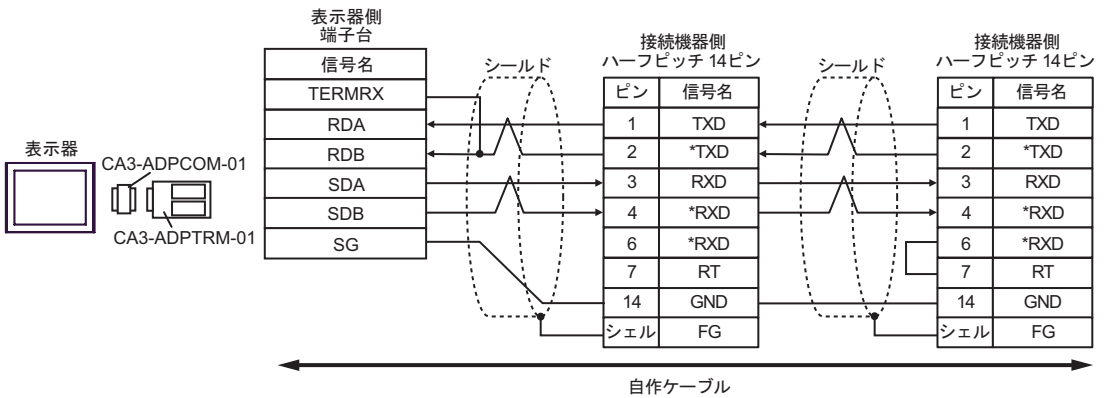 表示器
CA3-ADPCOM-01
CA3-ADPTRM-01
表示器側
端子台
信号名
TERMRX
RDA
RDB
SDA
SDB
SG
シールド
接続機器側
ハーフピッチ 14ピン
ピン 信号名
1 TXD
2 *TXD
3 RXD
4 *RXD
6 *RXD
7 RT
14 GND
シェル FG
シールド
接続機器側
ハーフピッチ 14ピン
ピン 信号名
1 TXD
2 *TXD
3 RXD
4 *RXD
6 *RXD
7 RT
14 GND
シェル FG
自作ケーブル